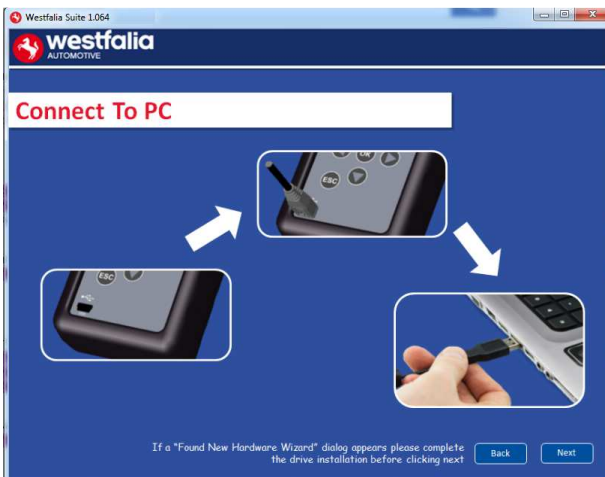 Westfalia Suite 1.064
westfalia
AUTOMOTIVE
Connect To PC
OK
ESC
ESC
If a "Found New Hardware Wizard" dialog appears please complete
the drive installation before clicking next
Back
Next